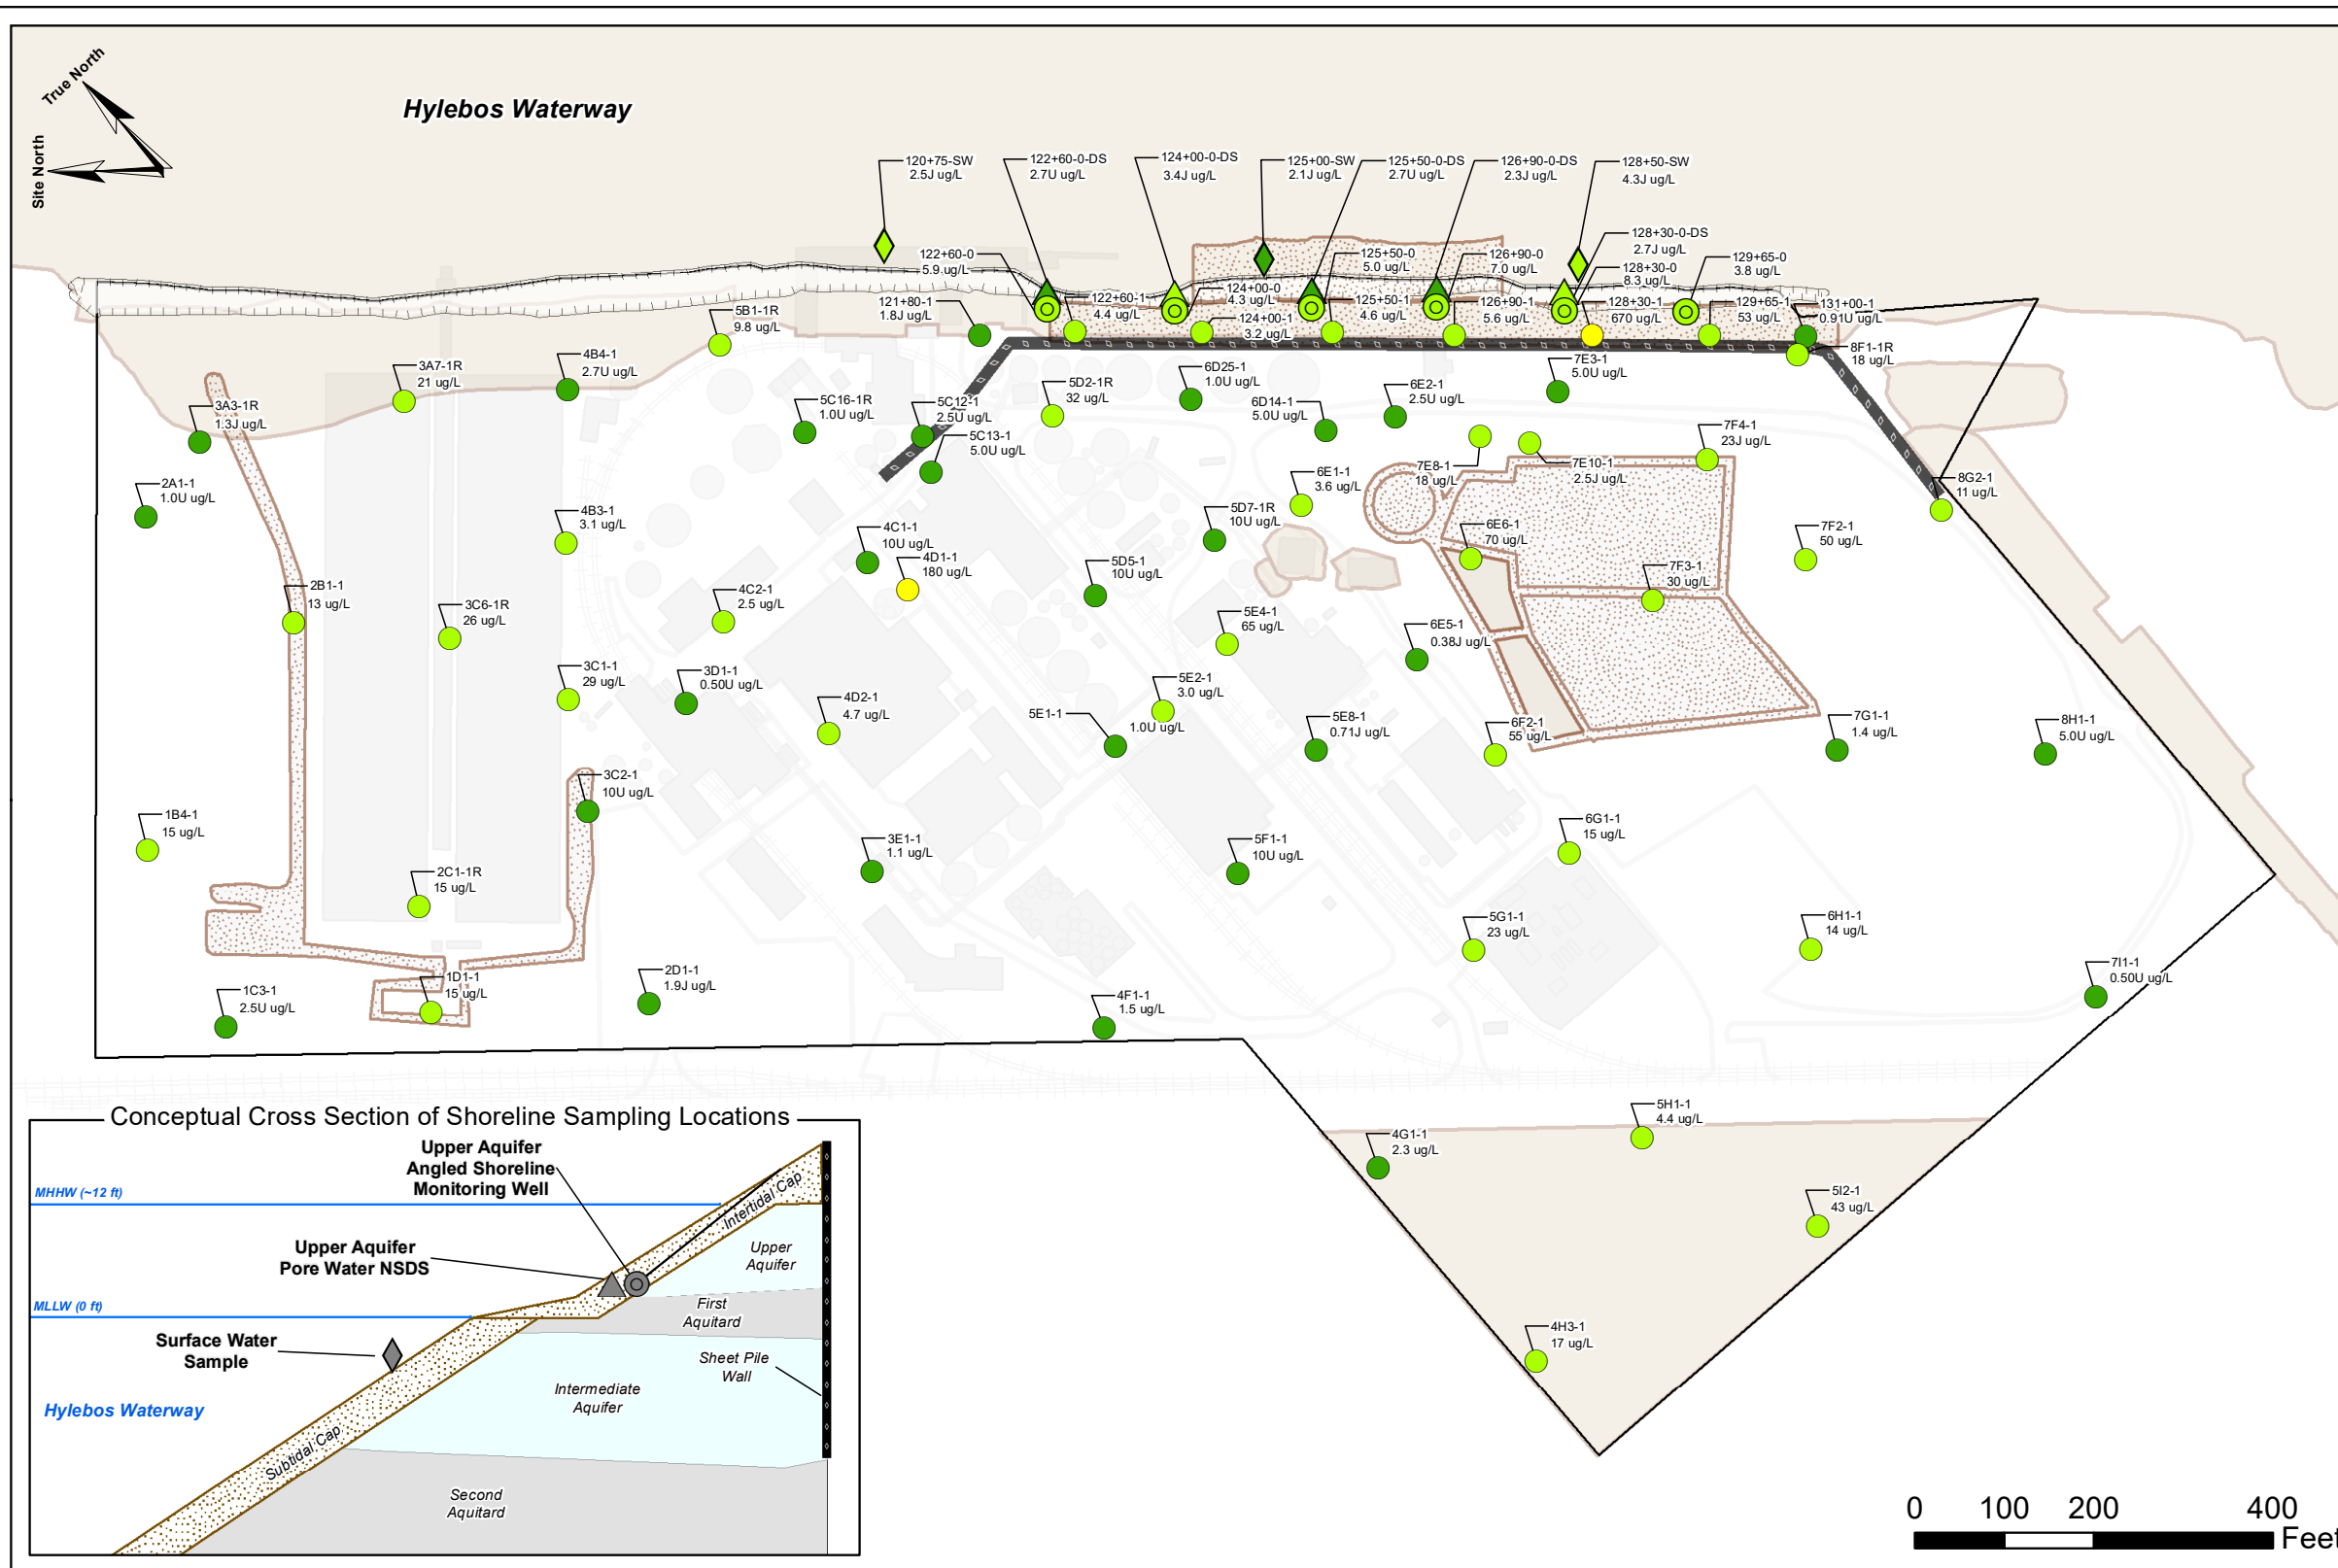 True North
Site North
Hylebos Waterway
120+75-SW
2.5J ug/L
122+60-0-DS
2.7U ug/L
124+00-0-DS
3.4J ug/L
125+00-SW
2.1J ug/L
125+50-0-DS
2.7U ug/L
126+90-0-DS
2.3J ug/L
128+50-SW
4.3J ug/L
128+30-0-DS
2.7J ug/L
122+60-0
5.9 ug/L
125+50-0
5.0 ug/L
126+90-0
7.0 ug/L
128+30-0
8.3 ug/L
129+65-0
3.8 ug/L
124+00-0
4.3 ug/L
121+80-1
1.8J ug/L
122+60-1
4.4 ug/L
124+00-1
3.2 ug/L
125+50-1
4.6 ug/L
126+90-1
5.6 ug/L
128+30-1
670 ug/L
129+65-1
53 ug/L
131+00-1
0.91U ug/L
8F1-1R
18 ug/L
5B1-1R
9.8 ug/L
4B4-1
2.7U ug/L
3A7-1R
21 ug/L
3A3-1R
1.3J ug/L
5C16-1R
1.0U ug/L
5C12-1
2.5U ug/L
5C13-1
5.0U ug/L
5D2-1R
32 ug/L
6D25-1
1.0U ug/L
6D14-1
5.0U ug/L
6E2-1
2.5U ug/L
7E3-1
5.0U ug/L
7E8-1
18 ug/L
7E10-1
2.5J ug/L
7F4-1
23J ug/L
8G2-1
11 ug/L
2A1-1
1.0U ug/L
4B3-1
3.1 ug/L
4C1-1
10U ug/L
4D1-1
180 ug/L
5D7-1R
10U ug/L
6E1-1
3.6 ug/L
6E6-1
70 ug/L
7F2-1
50 ug/L
7F3-1
30 ug/L
2B1-1
13 ug/L
3C6-1R
26 ug/L
4C2-1
2.5 ug/L
5D5-1
10U ug/L
5E4-1
65 ug/L
6E5-1
0.38J ug/L
3C1-1
29 ug/L
3D1-1
0.50U ug/L
4D2-1
4.7 ug/L
5E2-1
3.0 ug/L
5E1-1
1.0U ug/L
5E8-1
0.71J ug/L
6F2-1
55 ug/L
7G1-1
1.4 ug/L
8H1-1
5.0U ug/L
3C2-1
10U ug/L
1B4-1
15 ug/L
2C1-1R
15 ug/L
3E1-1
1.1 ug/L
5F1-1
10U ug/L
6G1-1
15 ug/L
5G1-1
23 ug/L
6H1-1
14 ug/L
7I1-1
0.50U ug/L
1C3-1
2.5U ug/L
1D1-1
15 ug/L
2D1-1
1.9J ug/L
4F1-1
1.5 ug/L
4G1-1
2.3 ug/L
5H1-1
4.4 ug/L
5I2-1
43 ug/L
4H3-1
17 ug/L
Conceptual Cross Section of Shoreline Sampling Locations
Upper Aquifer
Angled Shoreline
Monitoring Well
MHHW (~12 ft)
Intertidal Cap
Upper Aquifer
Pore Water NSDS
Upper
Aquifer
MLLW (0 ft)
First
Aquitard
Surface Water
Sample
Sheet Pile
Wall
Intermediate
Aquifer
Hylebos Waterway
Subtidal Cap
Second
Aquitard
0 100 200 400
Feet